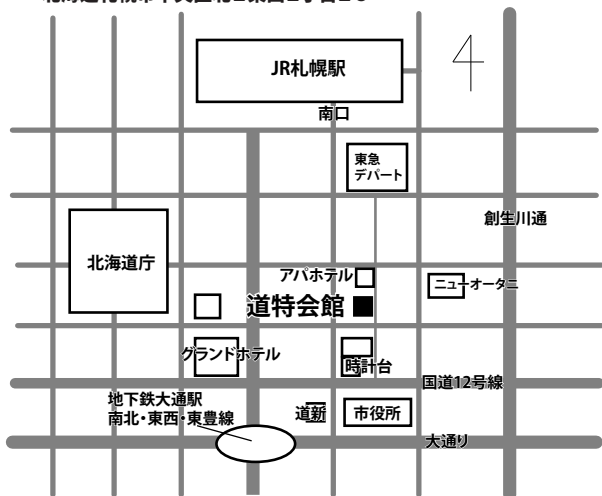 JR札幌駅
南口
東急
デパート
創生川通
北海道庁
アパホテル
ニューオータニ
道特会館
グランドホテル
時計台
国道12号線
地下鉄大通駅
南北・東西・東豊線
道新
市役所
大通り